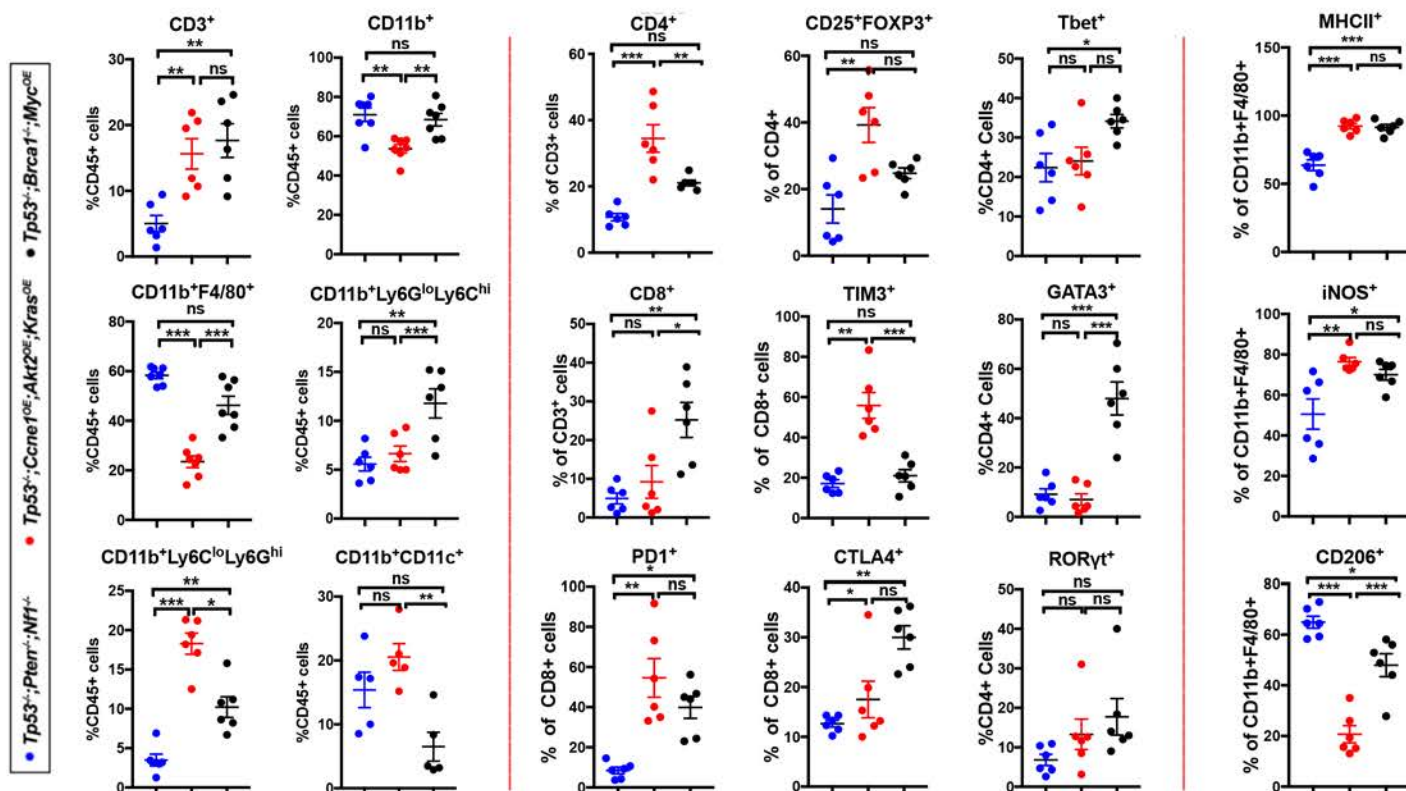 ● Tp53⁻/⁻;Pten⁻/⁻;Nf1⁻/⁻ ● Tp53⁻/⁻;Ccne1ᴼᴱ;Akt2ᴼᴱ;Krasᴼᴱ ● Tp53⁻/⁻;Brca1⁻/⁻;Mycᴼᴱ
CD3⁺
%CD45+ cells
30
20
10
0
**
**
ns
CD11b⁺
%CD45+ cells
100
80
60
40
20
0
ns
**
**
CD4⁺
% of CD3+ cells
60
40
20
0
ns
***
**
CD25⁺FOXP3⁺
% of CD4+
60
40
20
0
ns
**
ns
Tbet⁺
%CD4+ Cells
50
40
30
20
10
0
*
ns
ns
MHCII⁺
% of CD11b+F4/80+
150
100
50
0
***
***
ns
CD11b⁺F4/80⁺
%CD45+ cells
80
60
40
20
0
ns
***
***
CD11b⁺Ly6GˡᵒLy6Cʰⁱ
%CD45+ cells
20
15
10
5
0
**
ns
***
CD8⁺
% of CD3⁺ cells
50
40
30
20
10
0
**
ns
*
TIM3⁺
% of CD8+ cells
100
80
60
40
20
0
ns
**
***
GATA3⁺
%CD4+ Cells
80
60
40
20
0
***
ns
***
iNOS⁺
% of CD11b+F4/80+
100
80
60
40
20
0
*
**
ns
CD11b⁺Ly6CˡᵒLy6Gʰⁱ
%CD45+ cells
25
20
15
10
5
0
**
***
*
CD11b⁺CD11c⁺
%CD45+ cells
30
20
10
0
ns
ns
**
PD1⁺
% of CD8+ cells
100
80
60
40
20
0
*
**
ns
CTLA4⁺
% of CD8+ cells
40
30
20
10
0
**
*
ns
RORγt⁺
%CD4+ Cells
50
40
30
20
10
0
ns
ns
ns
CD206⁺
% of CD11b+F4/80+
80
60
40
20
0
*
***
***